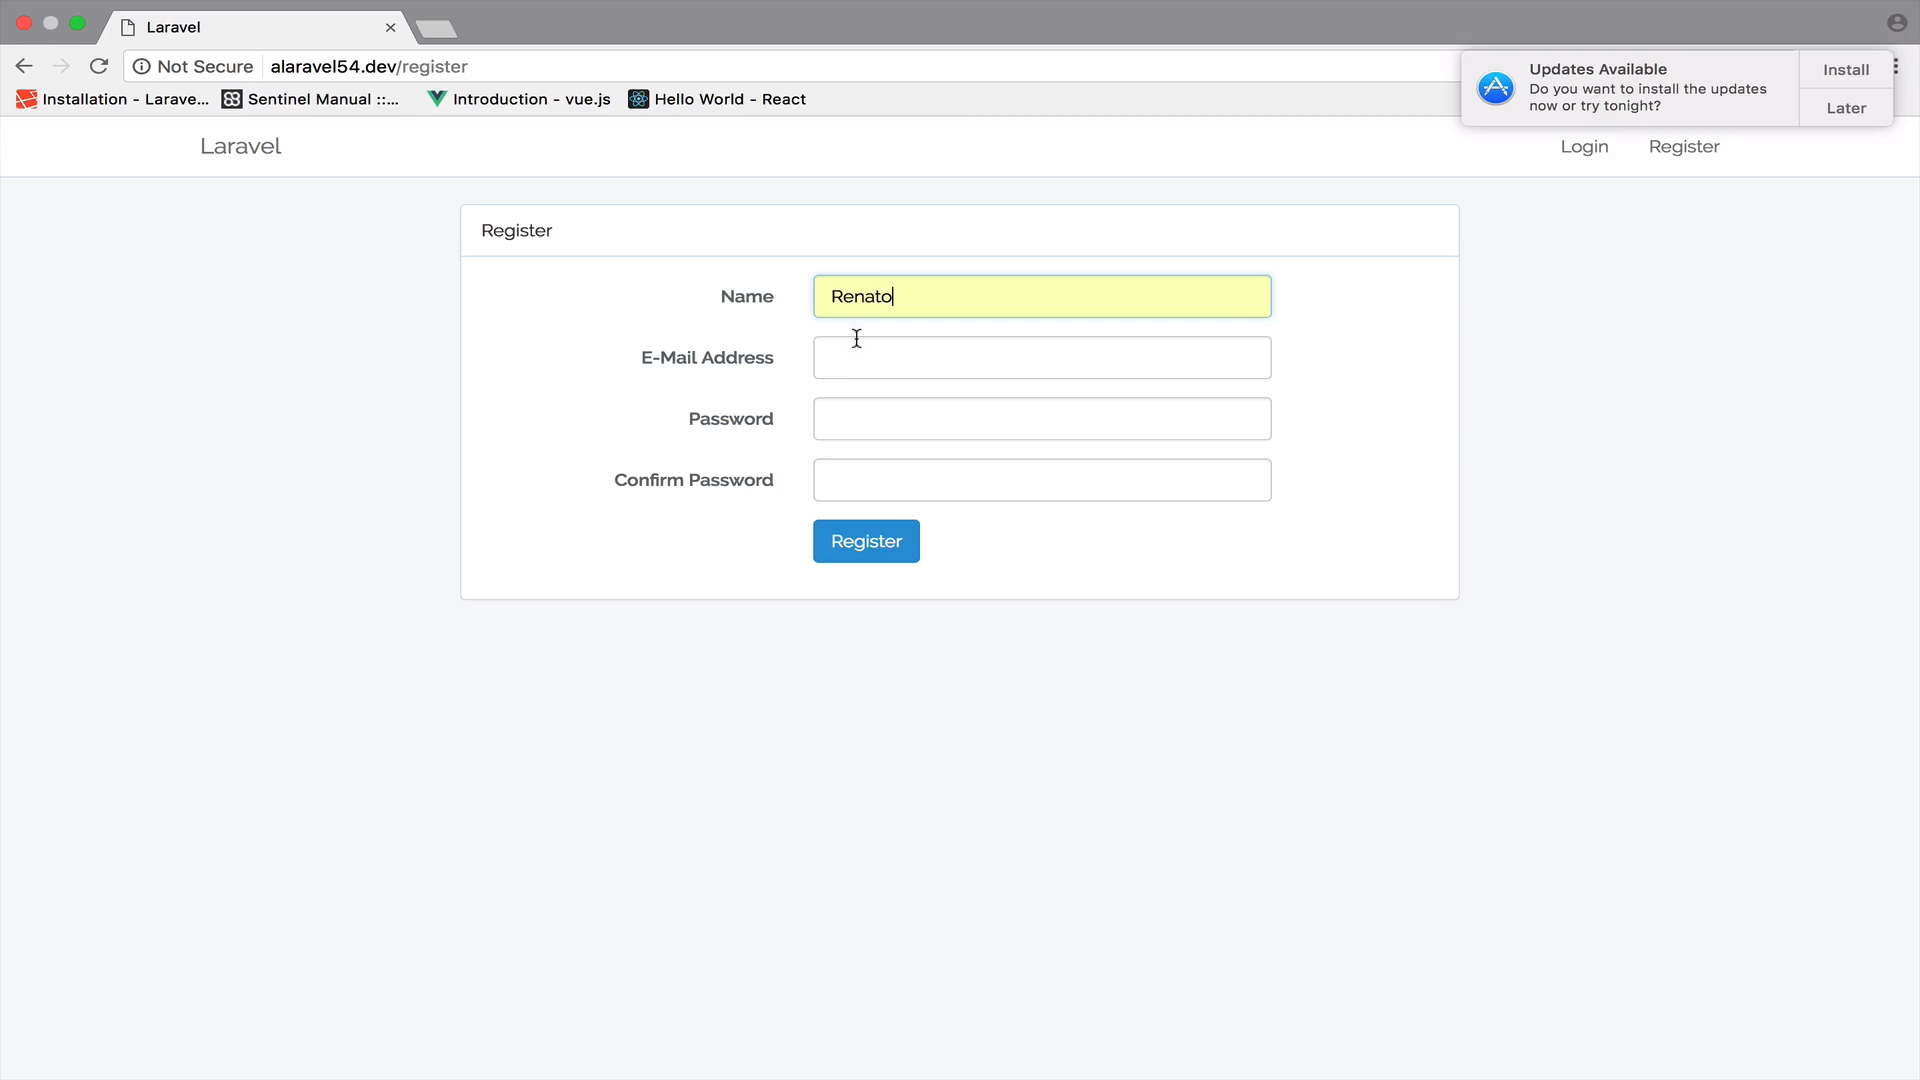 Laravel
Not Secure alaravel54.dev/register
Updates Available
Do you want to install the updates
now or try tonight?
Install
Later
Installation - Larave... Sentinel Manual ::... Introduction - vue.js Hello World - React
Laravel Login Register
Register
Name Renato
E-Mail Address
Password
Confirm Password
Register